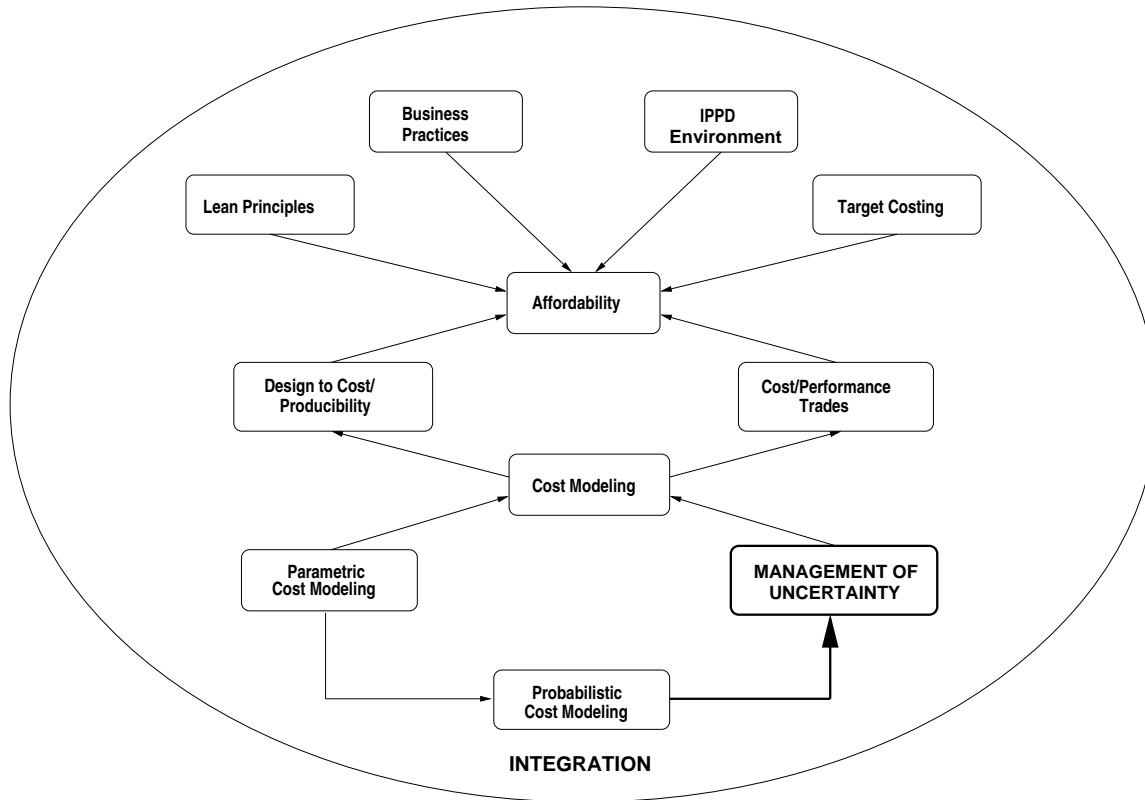 Business
Practices
IPPD
Environment
Lean Principles
Target Costing
Affordability
Design to Cost/
Producibility
Cost/Performance
Trades
Cost Modeling
Parametric
Cost Modeling
MANAGEMENT OF
UNCERTAINTY
Probabilistic
Cost Modeling
INTEGRATION